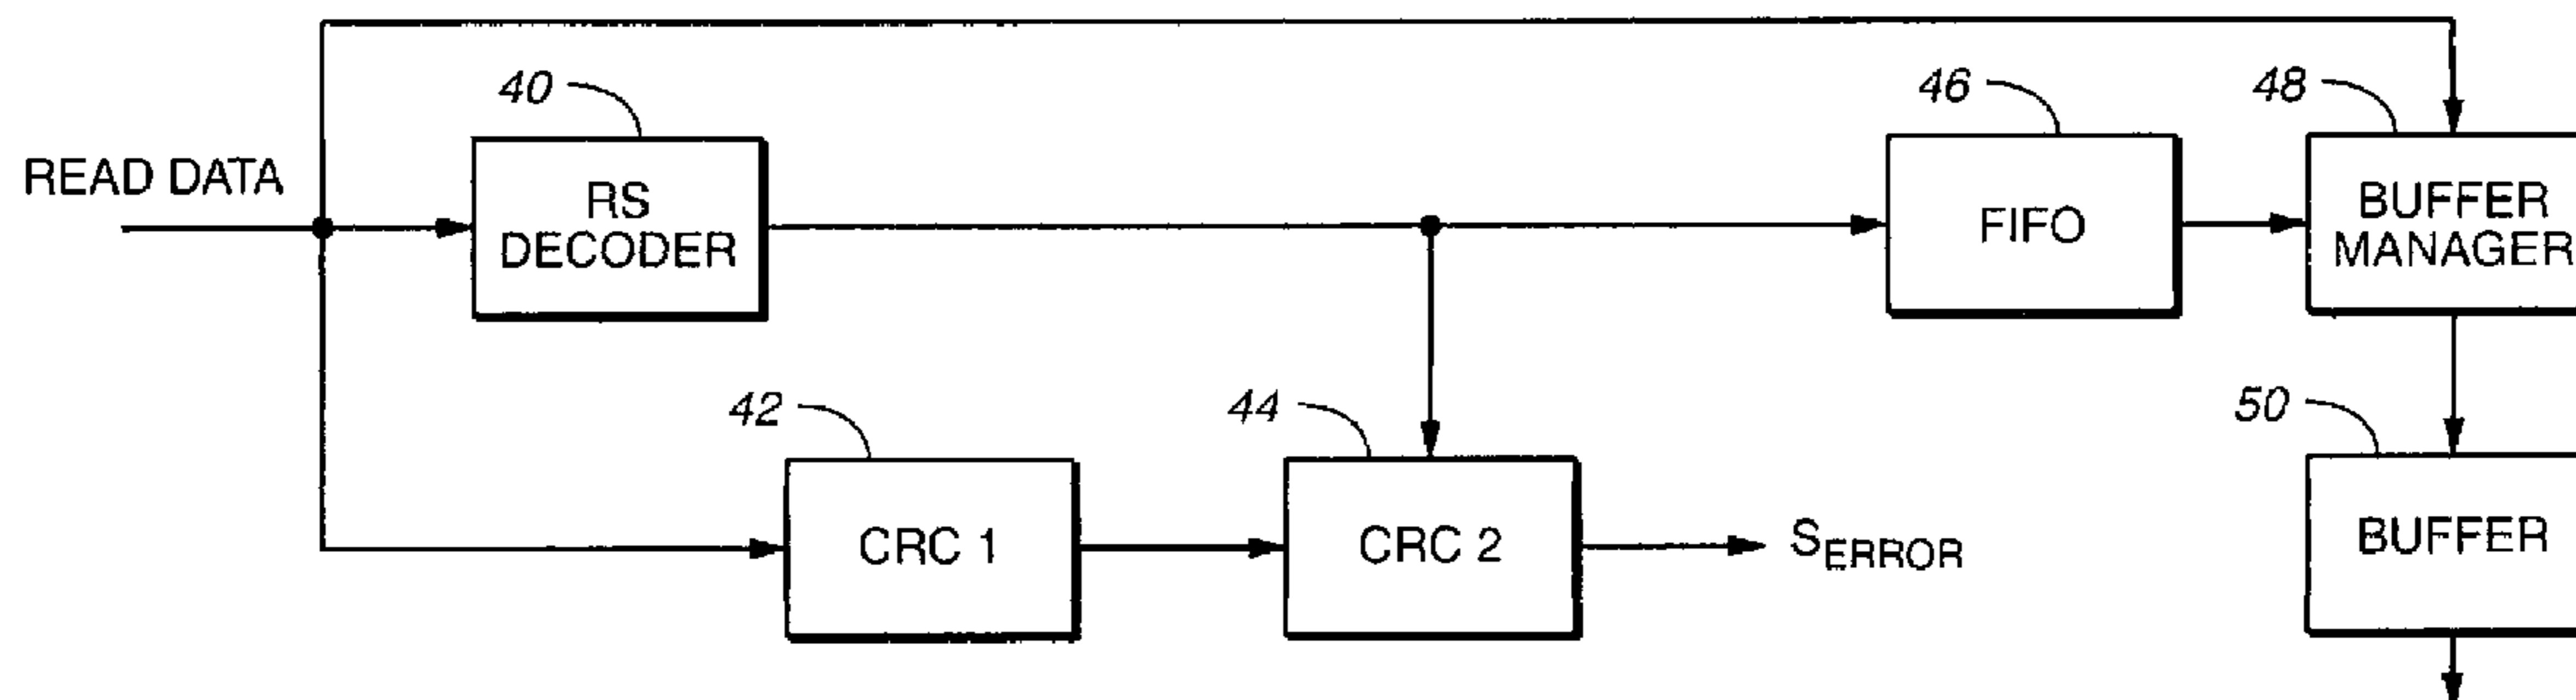 40
46
48
READ DATA
RS
DECODER
FIFO
BUFFER
MANAGER
42
44
50
CRC 1
CRC 2
SERROR
BUFFER